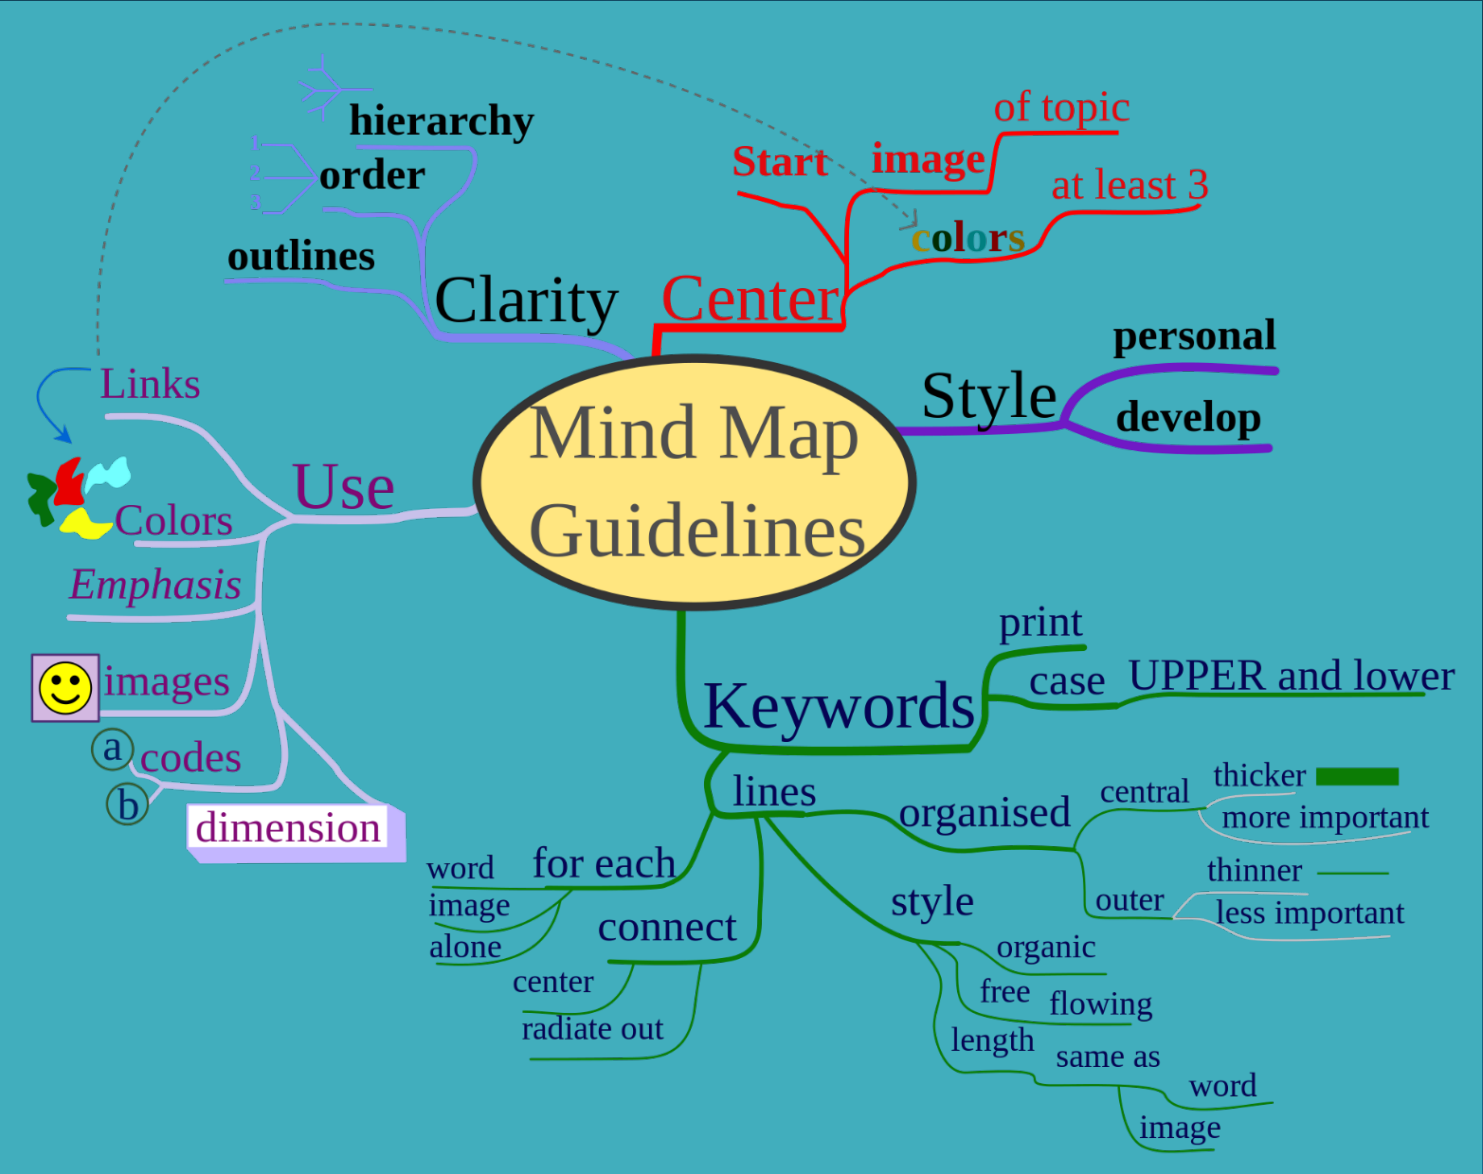 Mind Map
Guidelines
Center
Start
image
of topic
colors
at least 3
Style
personal
develop
Keywords
print
case UPPER and lower
lines
organised
central
thicker
more important
outer
thinner
less important
style
organic
free flowing
length same as
word
image
connect
center
radiate out
for each
word
image
alone
Use
Links
Colors
Emphasis
images
codes
a
b
dimension
Clarity
hierarchy
order
1
2
3
outlines